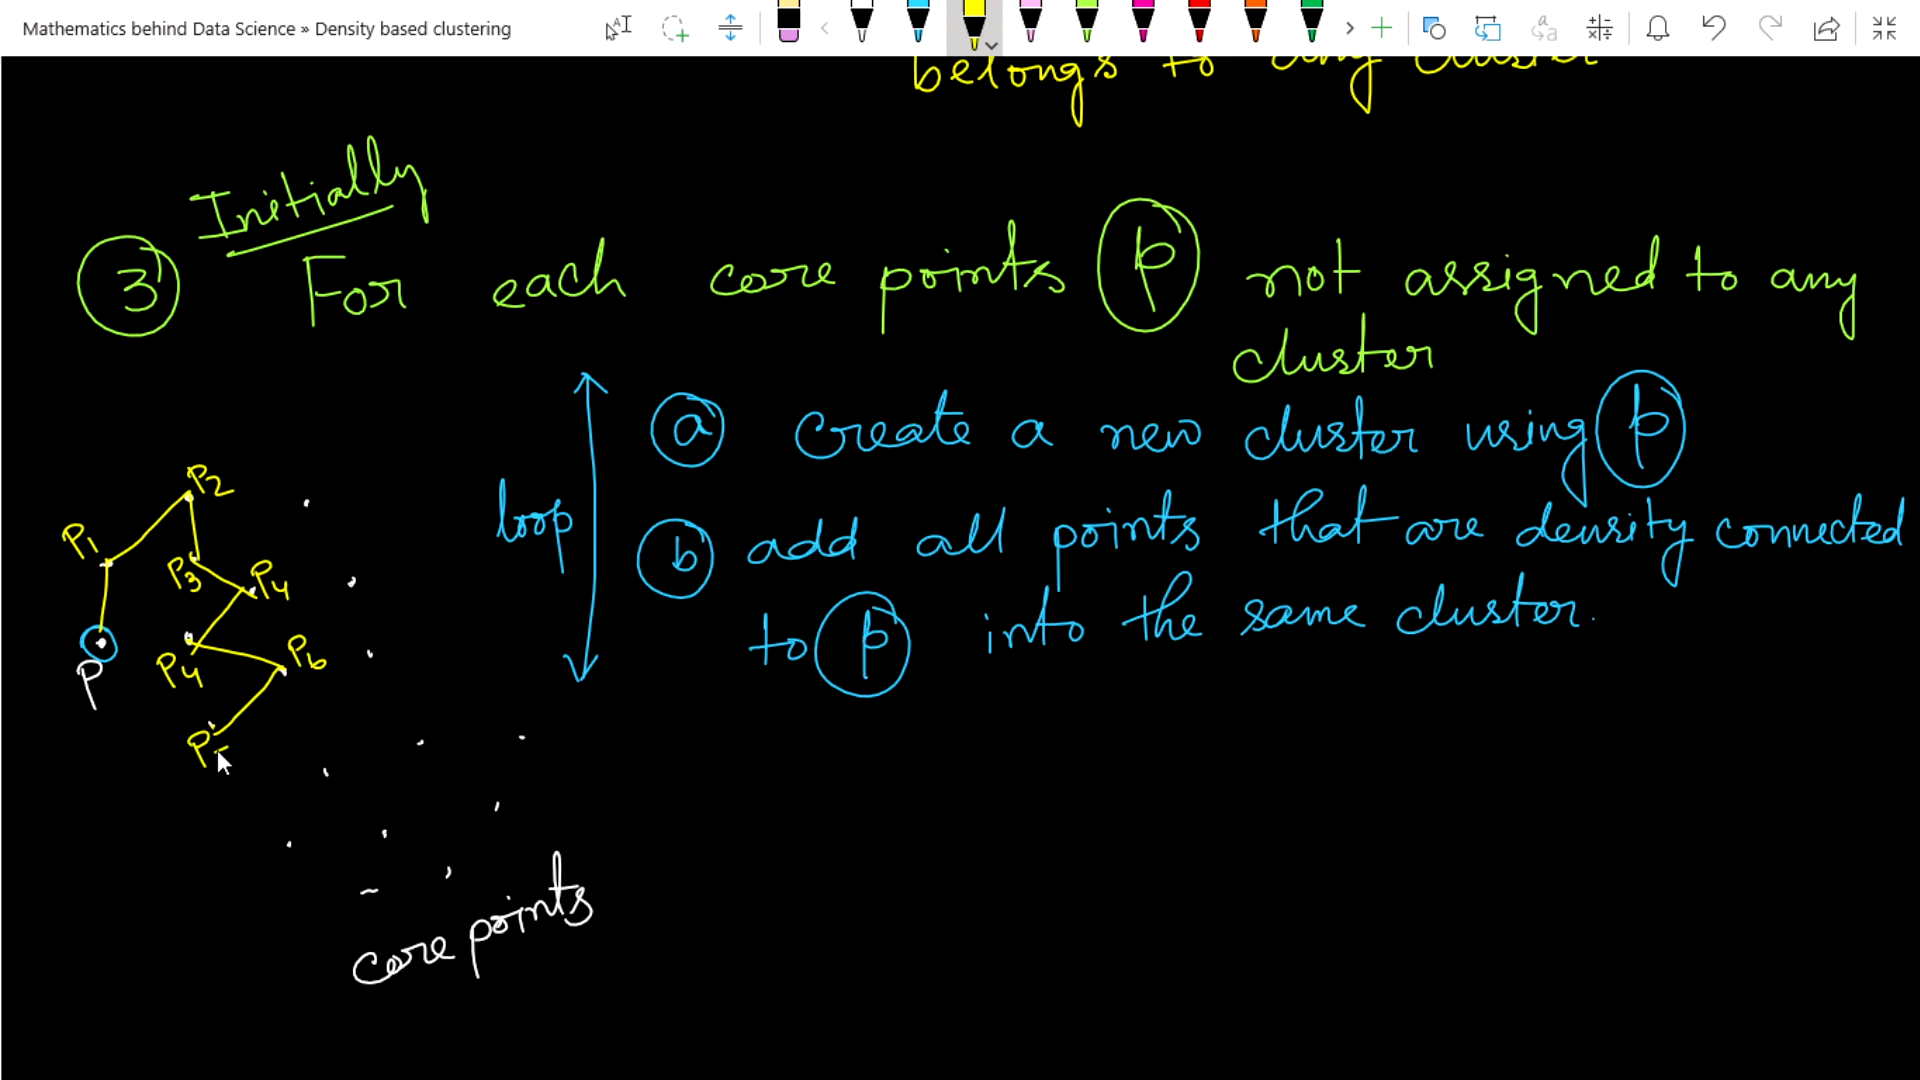 Mathematics behind Data Science » Density based clustering
belongs to any cluster
Initially
3 For each core points p not assigned to any
cluster
a create a new cluster using p
loop
b add all points that are density connected
to p into the same cluster.
P2
P1
P3
P4
P4
P6
P
P5
core points